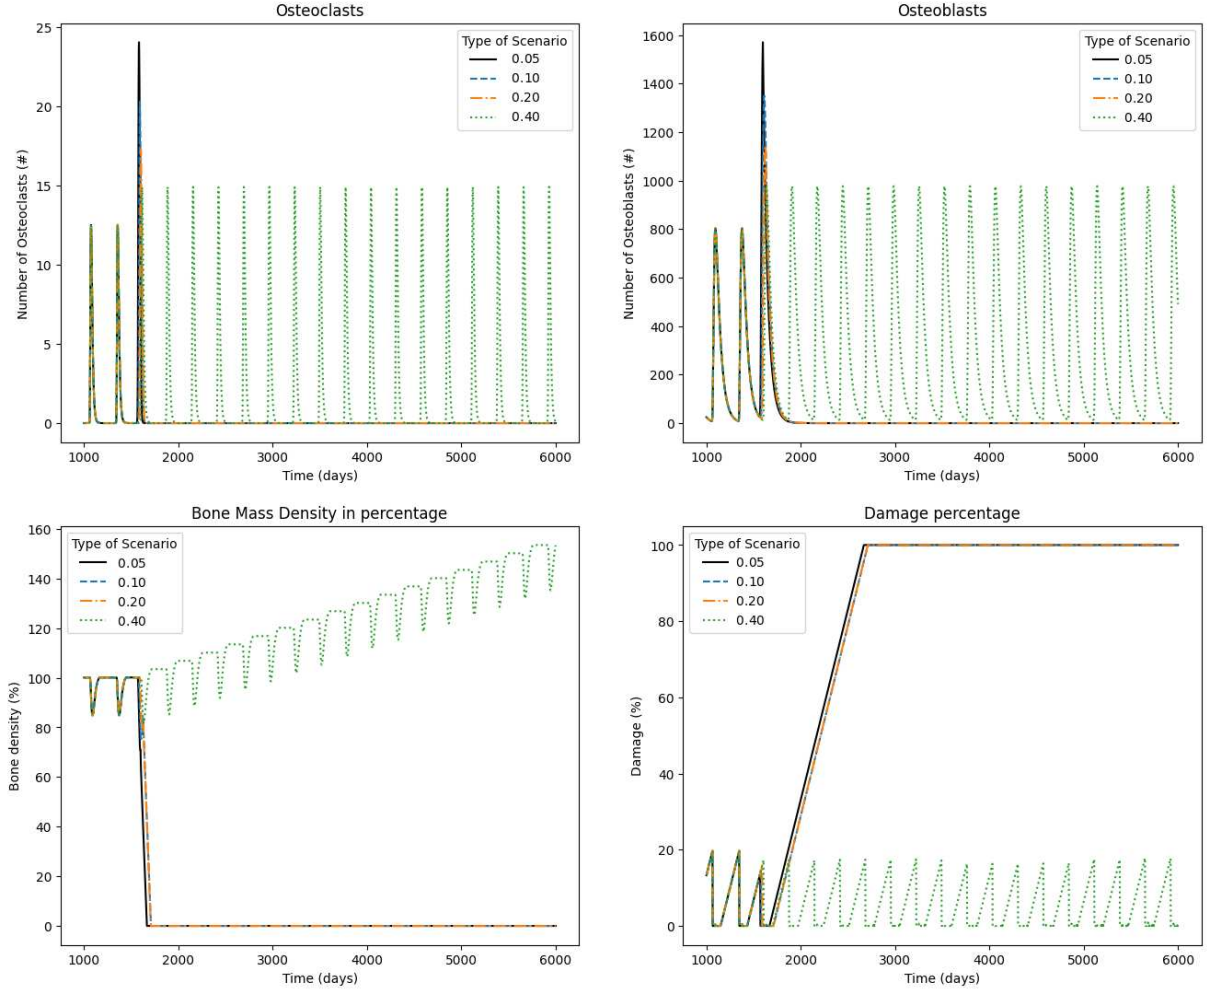 Osteoclasts
Number of Osteoclasts (#)
25
20
15
10
5
0
1000 2000 3000 4000 5000 6000
Time (days)
Type of Scenario
0.05
0.10
0.20
0.40
Osteoblasts
Number of Osteoblasts (#)
1600
1400
1200
1000
800
600
400
200
0
1000 2000 3000 4000 5000 6000
Time (days)
Type of Scenario
0.05
0.10
0.20
0.40
Bone Mass Density in percentage
Bone density (%)
160
140
120
100
80
60
40
20
0
1000 2000 3000 4000 5000 6000
Time (days)
Type of Scenario
0.05
0.10
0.20
0.40
Damage percentage
Damage (%)
100
80
60
40
20
0
1000 2000 3000 4000 5000 6000
Time (days)
Type of Scenario
0.05
0.10
0.20
0.40